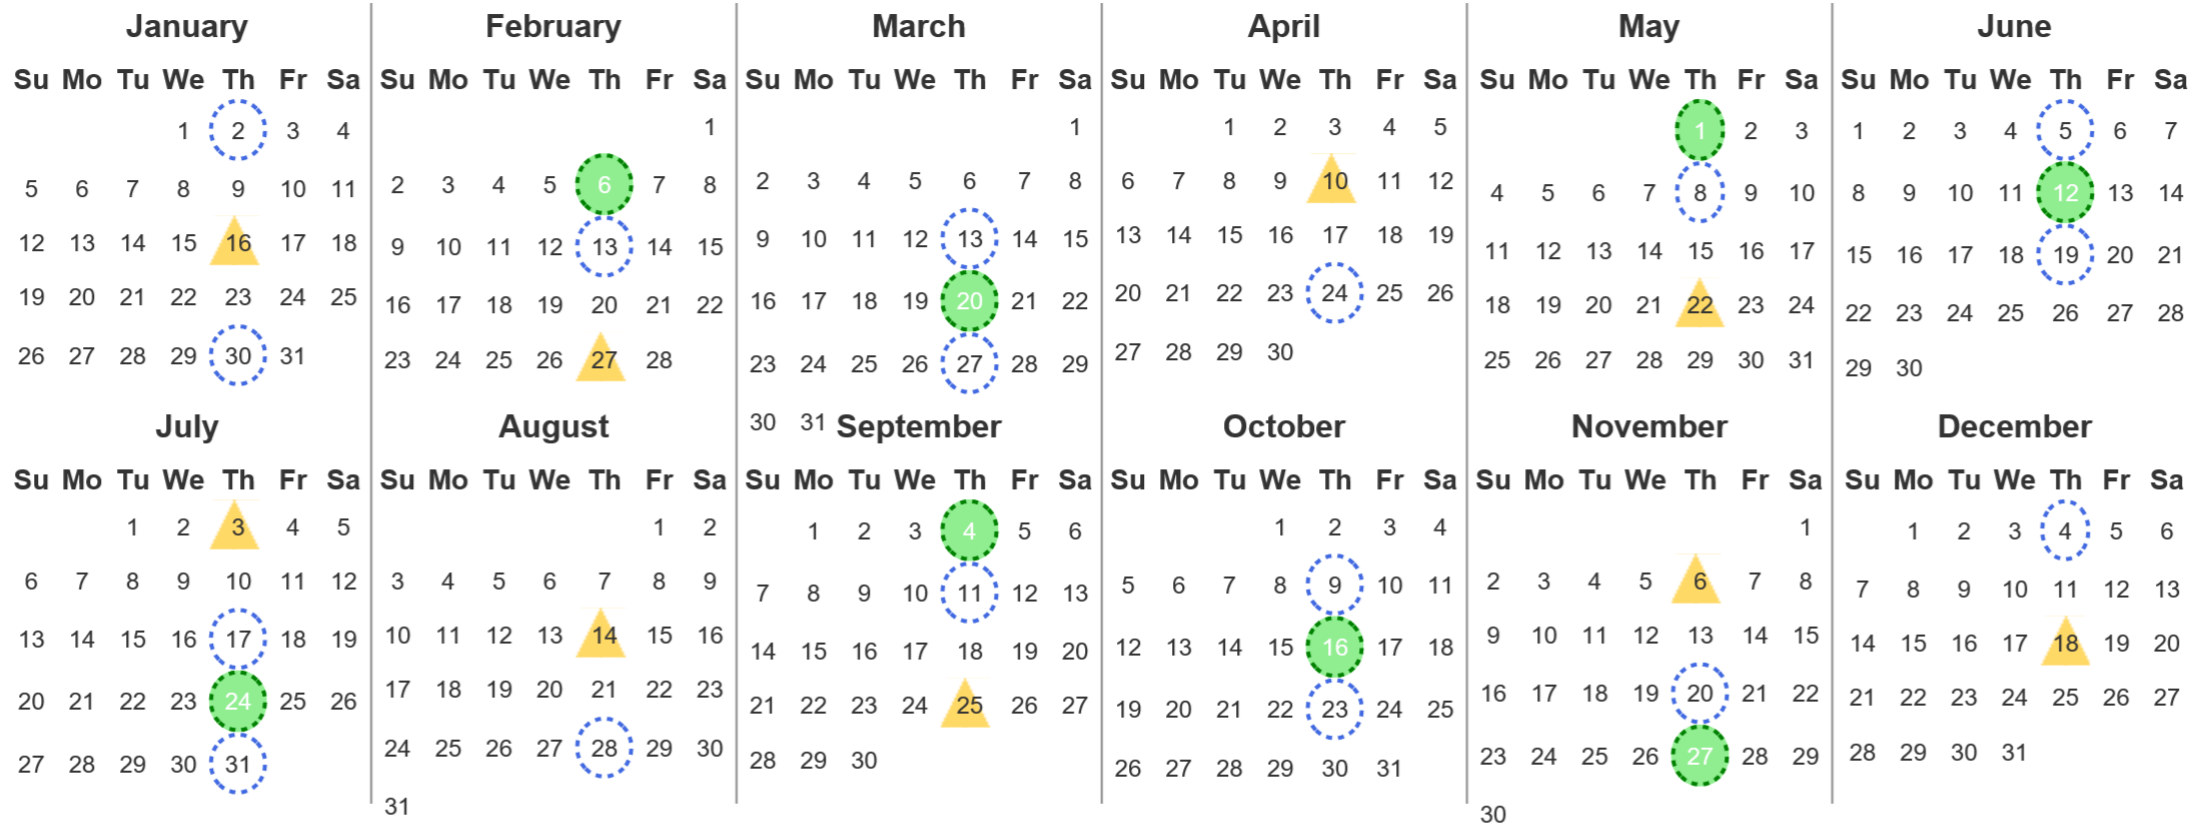 January
Su Mo Tu We Th Fr Sa
1 2 3 4
5 6 7 8 9 10 11
12 13 14 15 16 17 18
19 20 21 22 23 24 25
26 27 28 29 30 31
February
Su Mo Tu We Th Fr Sa
1
2 3 4 5 6 7 8
9 10 11 12 13 14 15
16 17 18 19 20 21 22
23 24 25 26 27 28
March
Su Mo Tu We Th Fr Sa
1
2 3 4 5 6 7 8
9 10 11 12 13 14 15
16 17 18 19 20 21 22
23 24 25 26 27 28 29
30 31
April
Su Mo Tu We Th Fr Sa
1 2 3 4 5
6 7 8 9 10 11 12
13 14 15 16 17 18 19
20 21 22 23 24 25 26
27 28 29 30
May
Su Mo Tu We Th Fr Sa
1 2 3
4 5 6 7 8 9 10
11 12 13 14 15 16 17
18 19 20 21 22 23 24
25 26 27 28 29 30 31
June
Su Mo Tu We Th Fr Sa
1 2 3 4 5 6 7
8 9 10 11 12 13 14
15 16 17 18 19 20 21
22 23 24 25 26 27 28
29 30
July
Su Mo Tu We Th Fr Sa
1 2 3 4 5
6 7 8 9 10 11 12
13 14 15 16 17 18 19
20 21 22 23 24 25 26
27 28 29 30 31
August
Su Mo Tu We Th Fr Sa
1 2
3 4 5 6 7 8 9
10 11 12 13 14 15 16
17 18 19 20 21 22 23
24 25 26 27 28 29 30
31
September
Su Mo Tu We Th Fr Sa
1 2 3 4 5 6
7 8 9 10 11 12 13
14 15 16 17 18 19 20
21 22 23 24 25 26 27
28 29 30
October
Su Mo Tu We Th Fr Sa
1 2 3 4
5 6 7 8 9 10 11
12 13 14 15 16 17 18
19 20 21 22 23 24 25
26 27 28 29 30 31
November
Su Mo Tu We Th Fr Sa
1
2 3 4 5 6 7 8
9 10 11 12 13 14 15
16 17 18 19 20 21 22
23 24 25 26 27 28 29
30
December
Su Mo Tu We Th Fr Sa
1 2 3 4 5 6
7 8 9 10 11 12 13
14 15 16 17 18 19 20
21 22 23 24 25 26 27
28 29 30 31